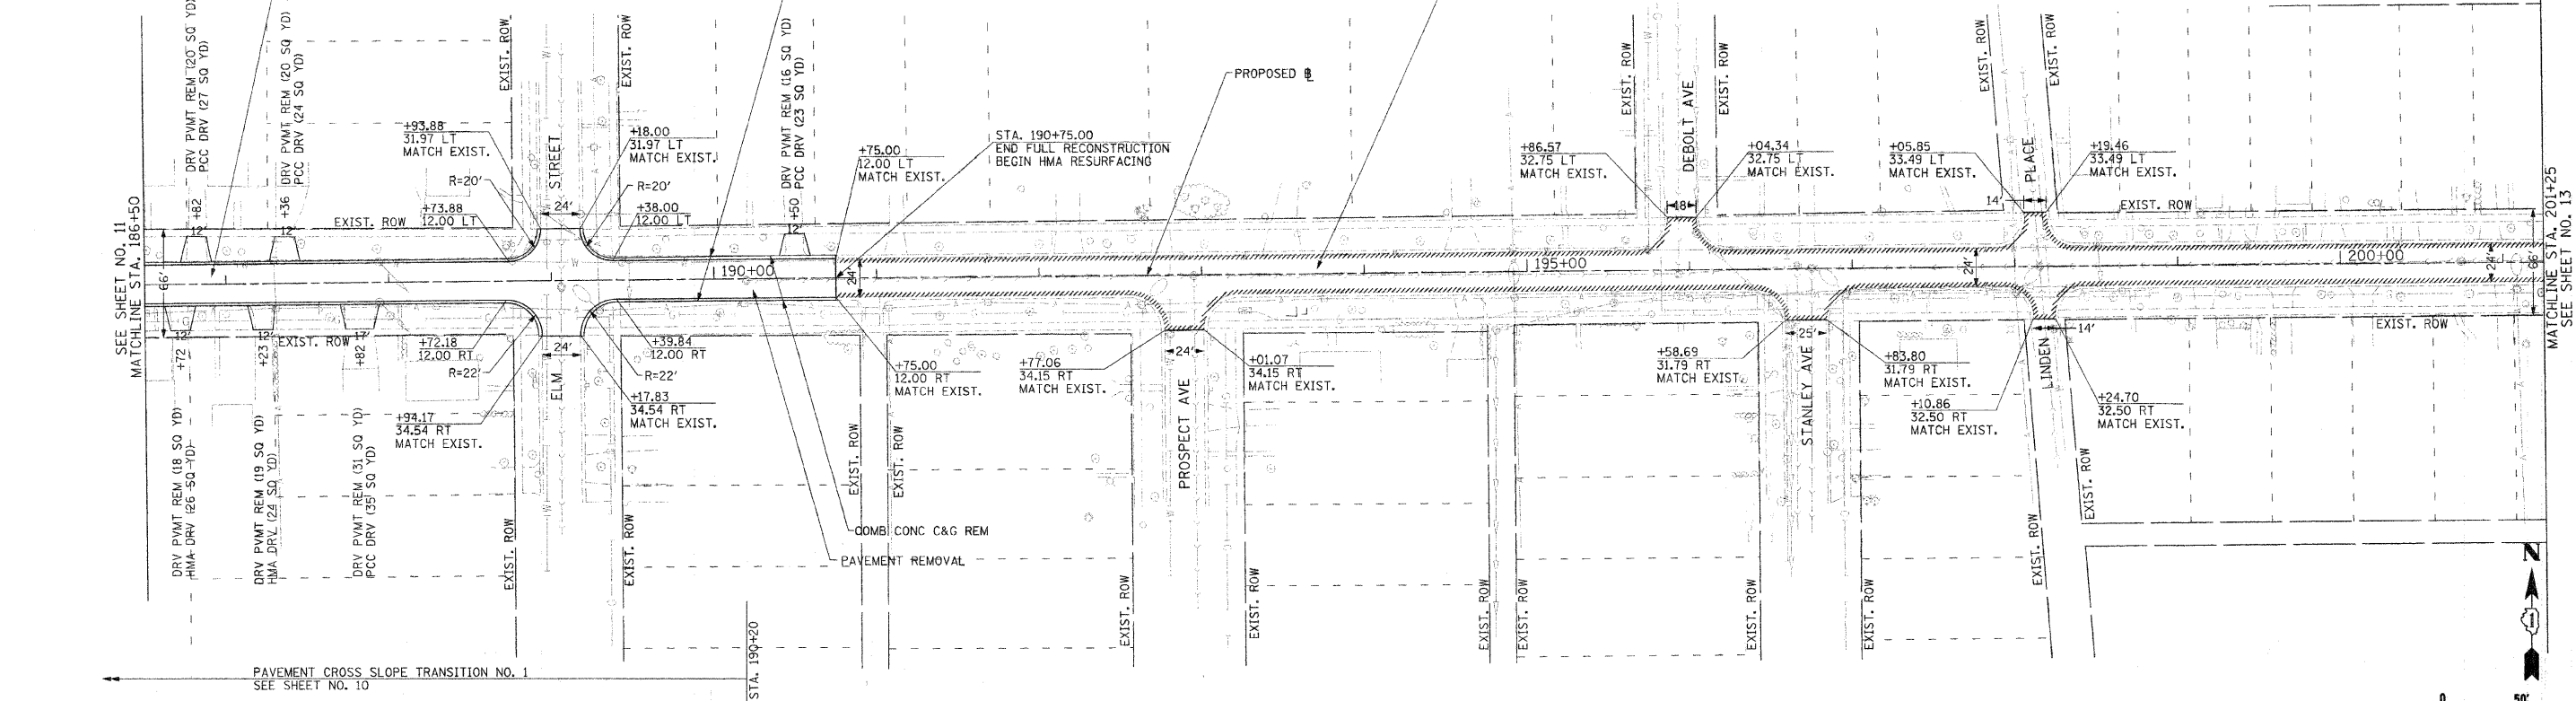 DRV PVMT REM (20 SQ YD)
PCC DRV (27 SQ YD)
DRV PVMT REM (20 SQ YD)
PCC DRV (24 SQ YD)
EXIST. ROW
EXIST. ROW
DRV PVMT REM (16 SQ YD)
PCC DRV (23 SQ YD)
PROPOSED ℄
EXIST. ROW
DEBOLT AVE
EXIST. ROW
EXIST. ROW
PLACE
EXIST. ROW
+93.88
31.97 LT
MATCH EXIST.
STREET
+18.00
31.97 LT
MATCH EXIST.
+75.00
12.00 LT
MATCH EXIST.
STA. 190+75.00
END FULL RECONSTRUCTION
BEGIN HMA RESURFACING
+86.57
32.75 LT
MATCH EXIST.
+04.34
32.75 LT
MATCH EXIST.
+05.85
33.49 LT
MATCH EXIST.
+19.46
33.49 LT
MATCH EXIST.
R=20'
R=20'
+73.88
12.00 LT
+38.00
12.00 LT
24'
18'
14'
+82
12'
+36
12'
+50
12'
EXIST. ROW
EXIST. ROW
SEE SHEET NO. 11
MATCHLINE STA. 186+50
MATCHLINE STA. 201+25
SEE SHEET NO. 13
66'
190+00
24'
195+00
24'
200+00
24'
66'
12'
+72
12'
+23
17'
+82
EXIST. ROW
EXIST. ROW
+72.18
12.00 RT
R=22'
24'
ELM
+39.84
12.00 RT
R=22'
+94.17
34.54 RT
MATCH EXIST.
+17.83
34.54 RT
MATCH EXIST.
+75.00
12.00 RT
MATCH EXIST.
+77.06
34.15 RT
MATCH EXIST.
24'
PROSPECT AVE
+01.07
34.15 RT
MATCH EXIST.
+58.69
31.79 RT
MATCH EXIST.
25'
STANLEY AVE
+83.80
31.79 RT
MATCH EXIST.
+10.86
32.50 RT
MATCH EXIST.
14'
LINDEN
+24.70
32.50 RT
MATCH EXIST.
DRV PVMT REM (18 SQ YD)
HMA DRV (26 SQ YD)
DRV PVMT REM (19 SQ YD)
HMA DRV (24 SQ YD)
DRV PVMT REM (31 SQ YD)
PCC DRV (35 SQ YD)
EXIST. ROW
EXIST. ROW
EXIST. ROW
EXIST. ROW
COMB CONC C&G REM
PAVEMENT REMOVAL
EXIST. ROW
EXIST. ROW
EXIST. ROW
EXIST. ROW
EXIST. ROW
EXIST. ROW
EXIST. ROW
EXIST. ROW
N
STA. 190+20
PAVEMENT CROSS SLOPE TRANSITION NO. 1
SEE SHEET NO. 10
0 50'